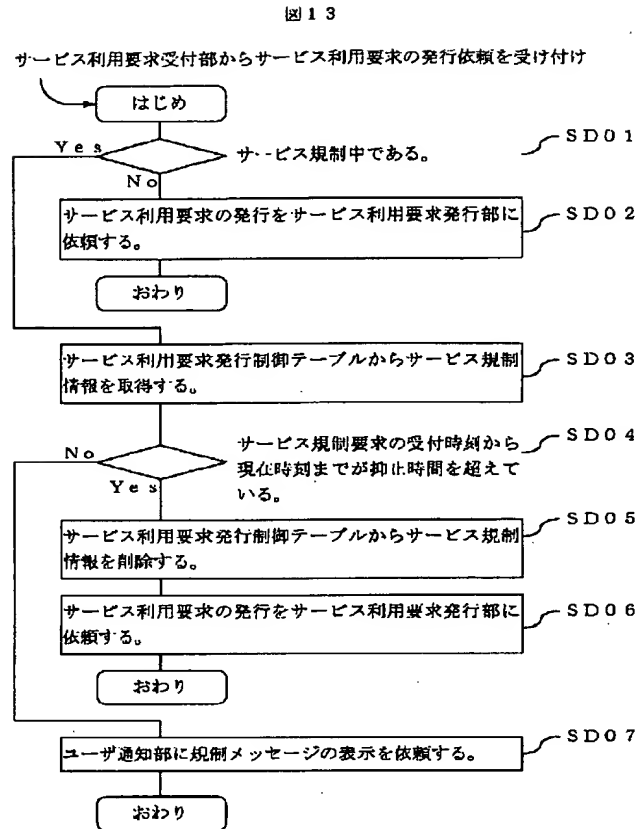 図13
サービス利用要求受付部からサービス利用要求の発行依頼を受け付け
はじめ
Yes
サービス規制中である。
SD01
No
サービス利用要求の発行をサービス利用要求発行部に
依頼する。
SD02
おわり
サービス利用要求発行制御テーブルからサービス規制
情報を取得する。
SD03
No
サービス規制要求の受付時刻から
現在時刻までが抑止時間を超えて
いる。
SD04
Yes
サービス利用要求発行制御テーブルからサービス規制
情報を削除する。
SD05
サービス利用要求の発行をサービス利用要求発行部に
依頼する。
SD06
おわり
ユーザ通知部に規制メッセージの表示を依頼する。
SD07
おわり